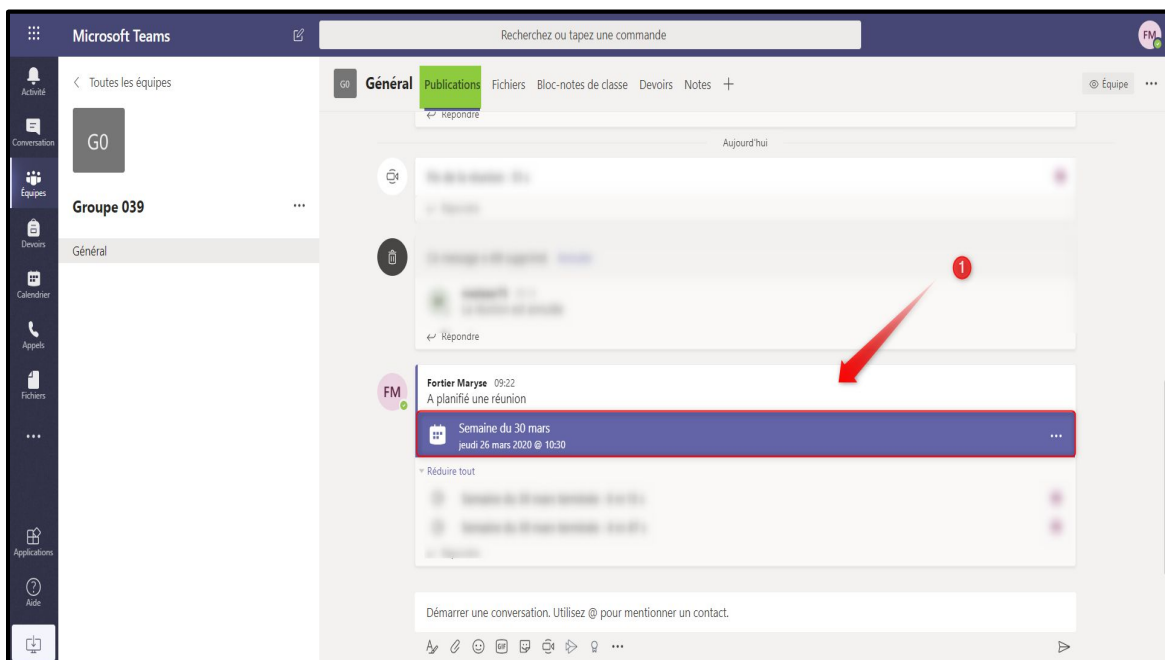 Microsoft Teams
Recherchez ou tapez une commande
FM
Activité
Conversation
Équipes
Devoirs
Calendrier
Appels
Fichiers
Applications
Aide
Toutes les équipes
G0
Groupe 039
Général
G0 Général Publications Fichiers Bloc-notes de classe Devoirs Notes
Équipe
Répondre
Aujourd'hui
Répondre
1
FM
Fortier Maryse 09:22
A planifié une réunion
Semaine du 30 mars
jeudi 26 mars 2020 @ 10:30
Réduire tout
Démarrer une conversation. Utilisez @ pour mentionner un contact.
GIF